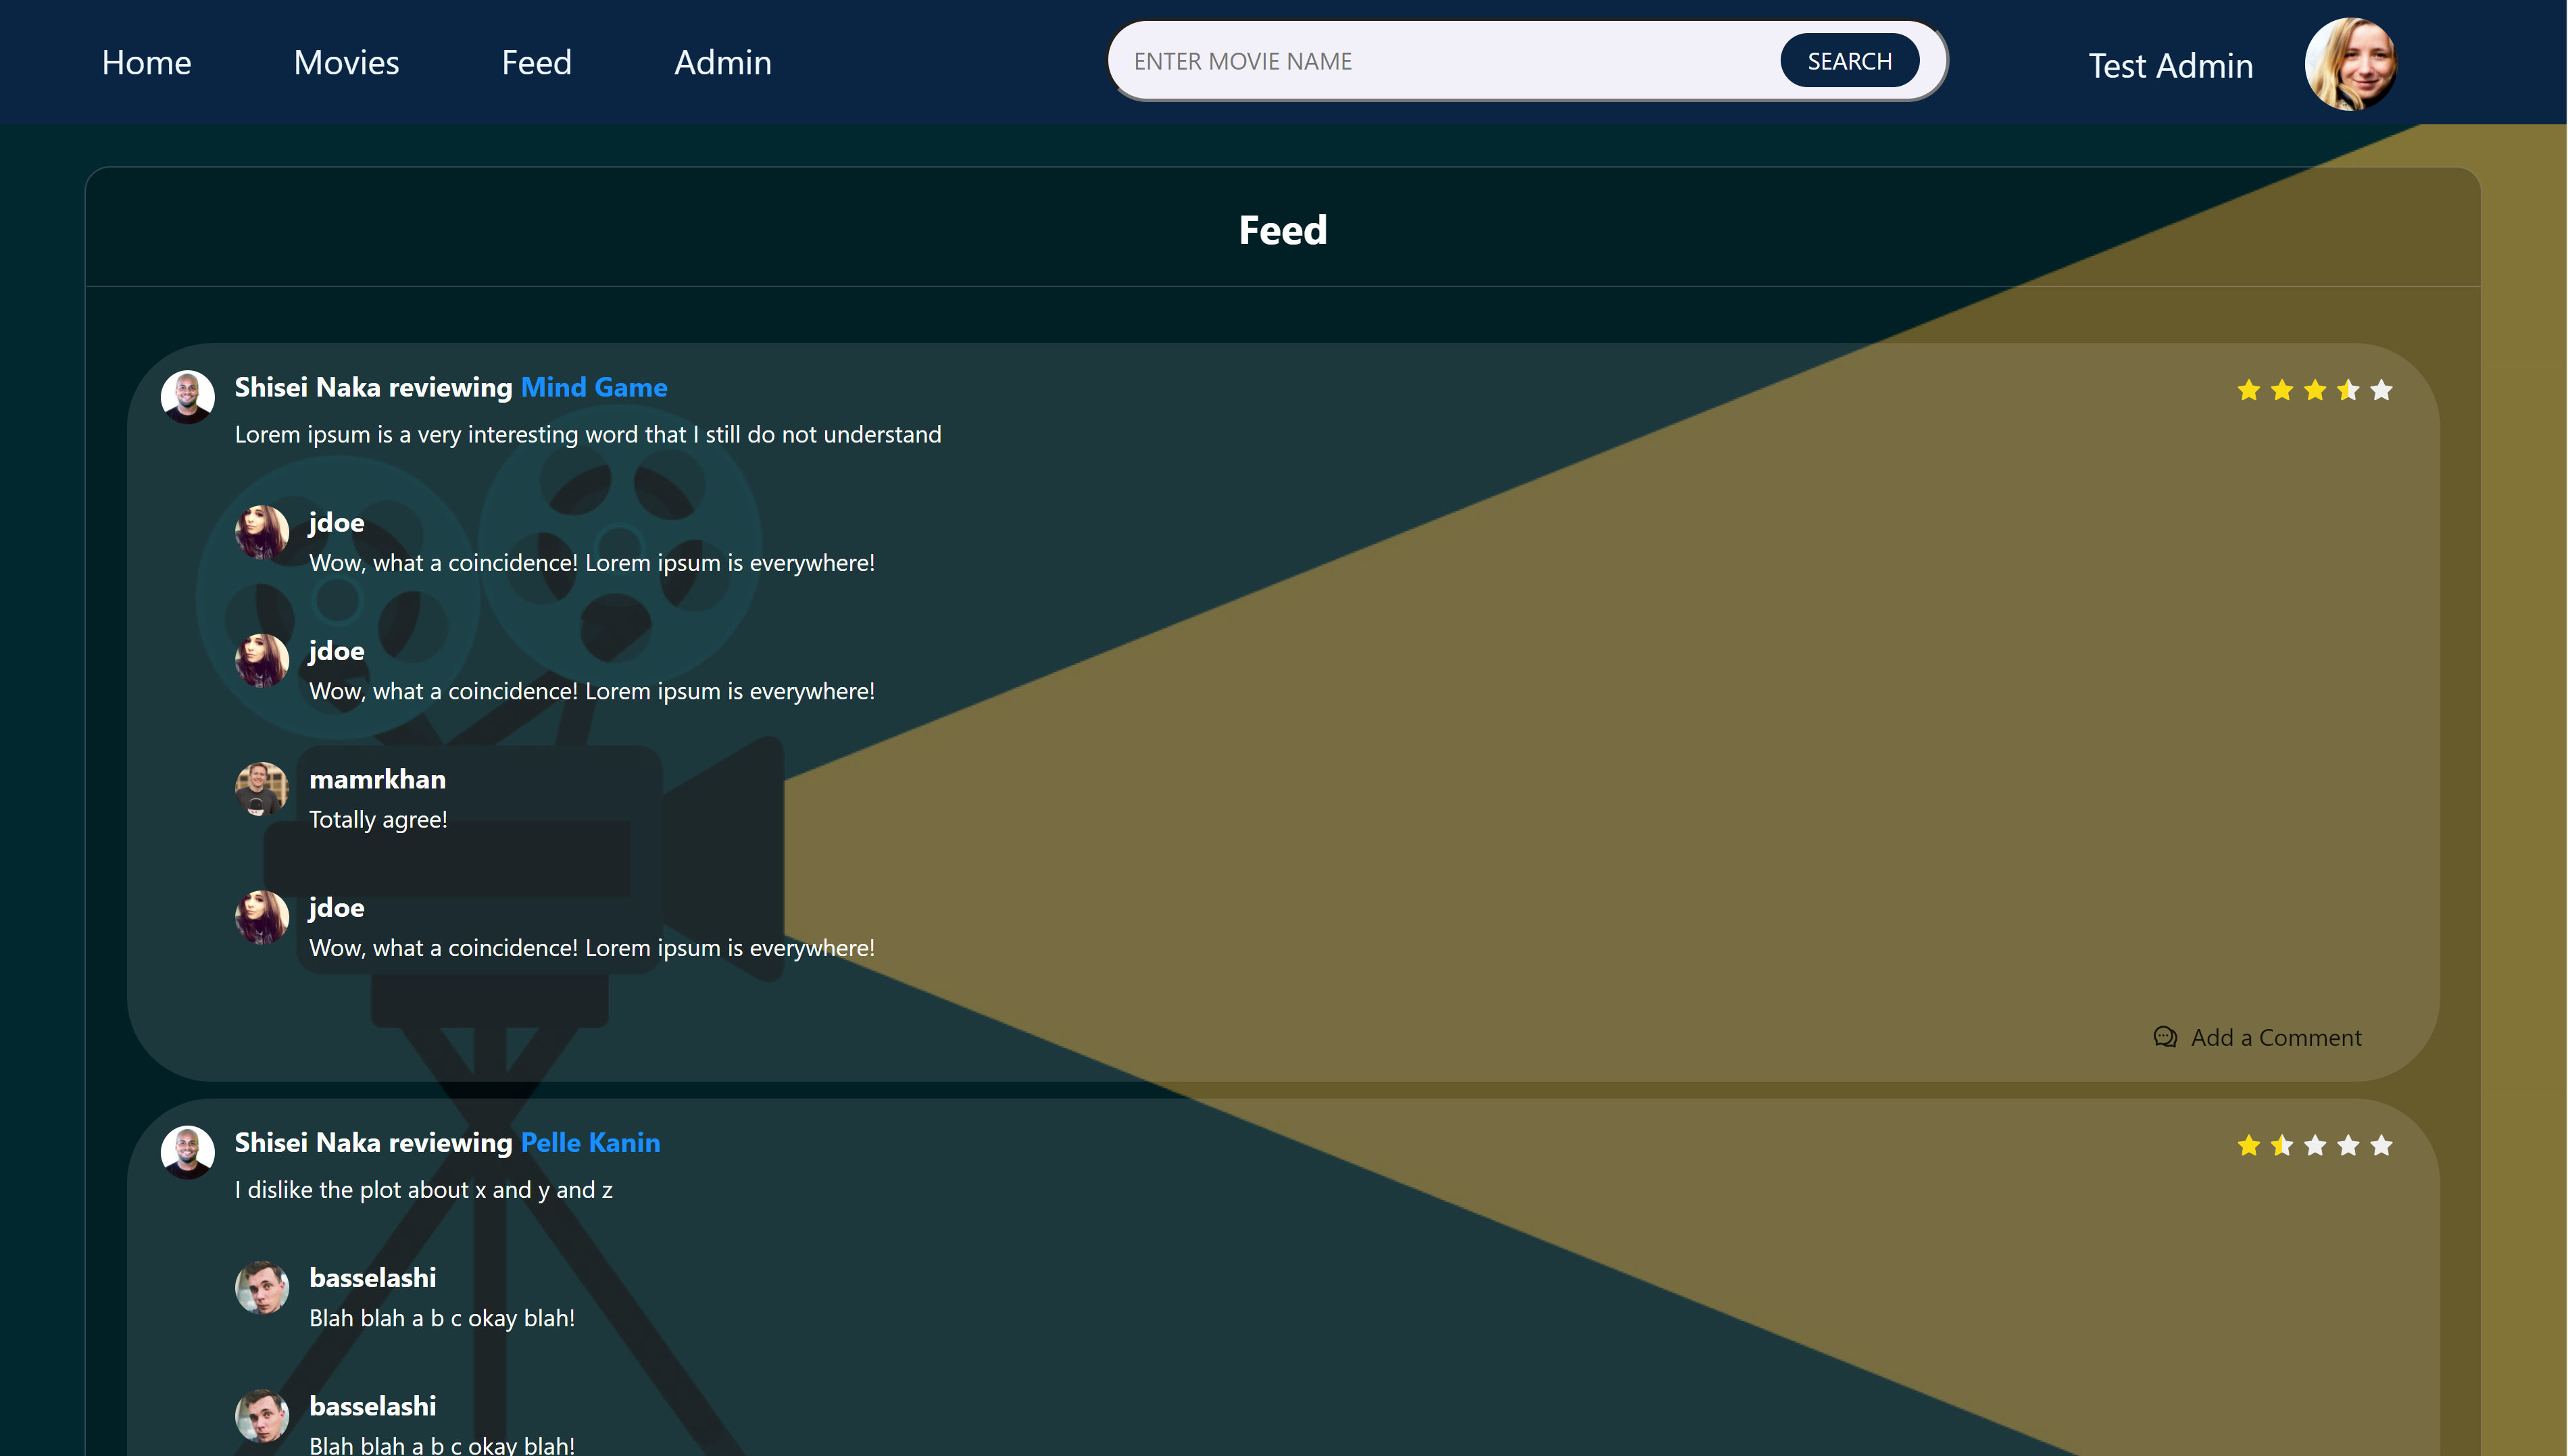 Home Movies Feed Admin ENTER MOVIE NAME SEARCH Test Admin
Feed
Shisei Naka reviewing Mind Game
Lorem ipsum is a very interesting word that I still do not understand
jdoe
Wow, what a coincidence! Lorem ipsum is everywhere!
jdoe
Wow, what a coincidence! Lorem ipsum is everywhere!
mamrkhan
Totally agree!
jdoe
Wow, what a coincidence! Lorem ipsum is everywhere!
Add a Comment
Shisei Naka reviewing Pelle Kanin
I dislike the plot about x and y and z
basselashi
Blah blah a b c okay blah!
basselashi
Blah blah a b c okay blah!